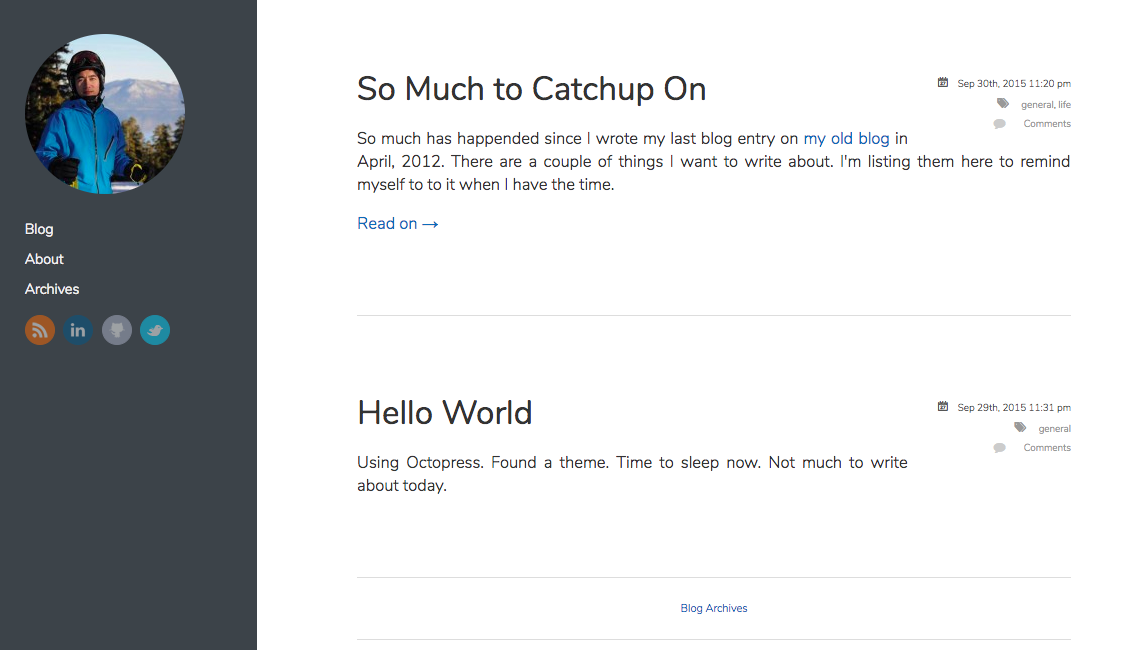 Blog
About
Archives
in
So Much to Catchup On
Sep 30th, 2015 11:20 pm
general, life
Comments
So much has happended since I wrote my last blog entry on my old blog in
April, 2012. There are a couple of things I want to write about. I'm listing them here to remind
myself to to it when I have the time.
Read on →
Hello World
Sep 29th, 2015 11:31 pm
general
Comments
Using Octopress. Found a theme. Time to sleep now. Not much to write
about today.
Blog Archives